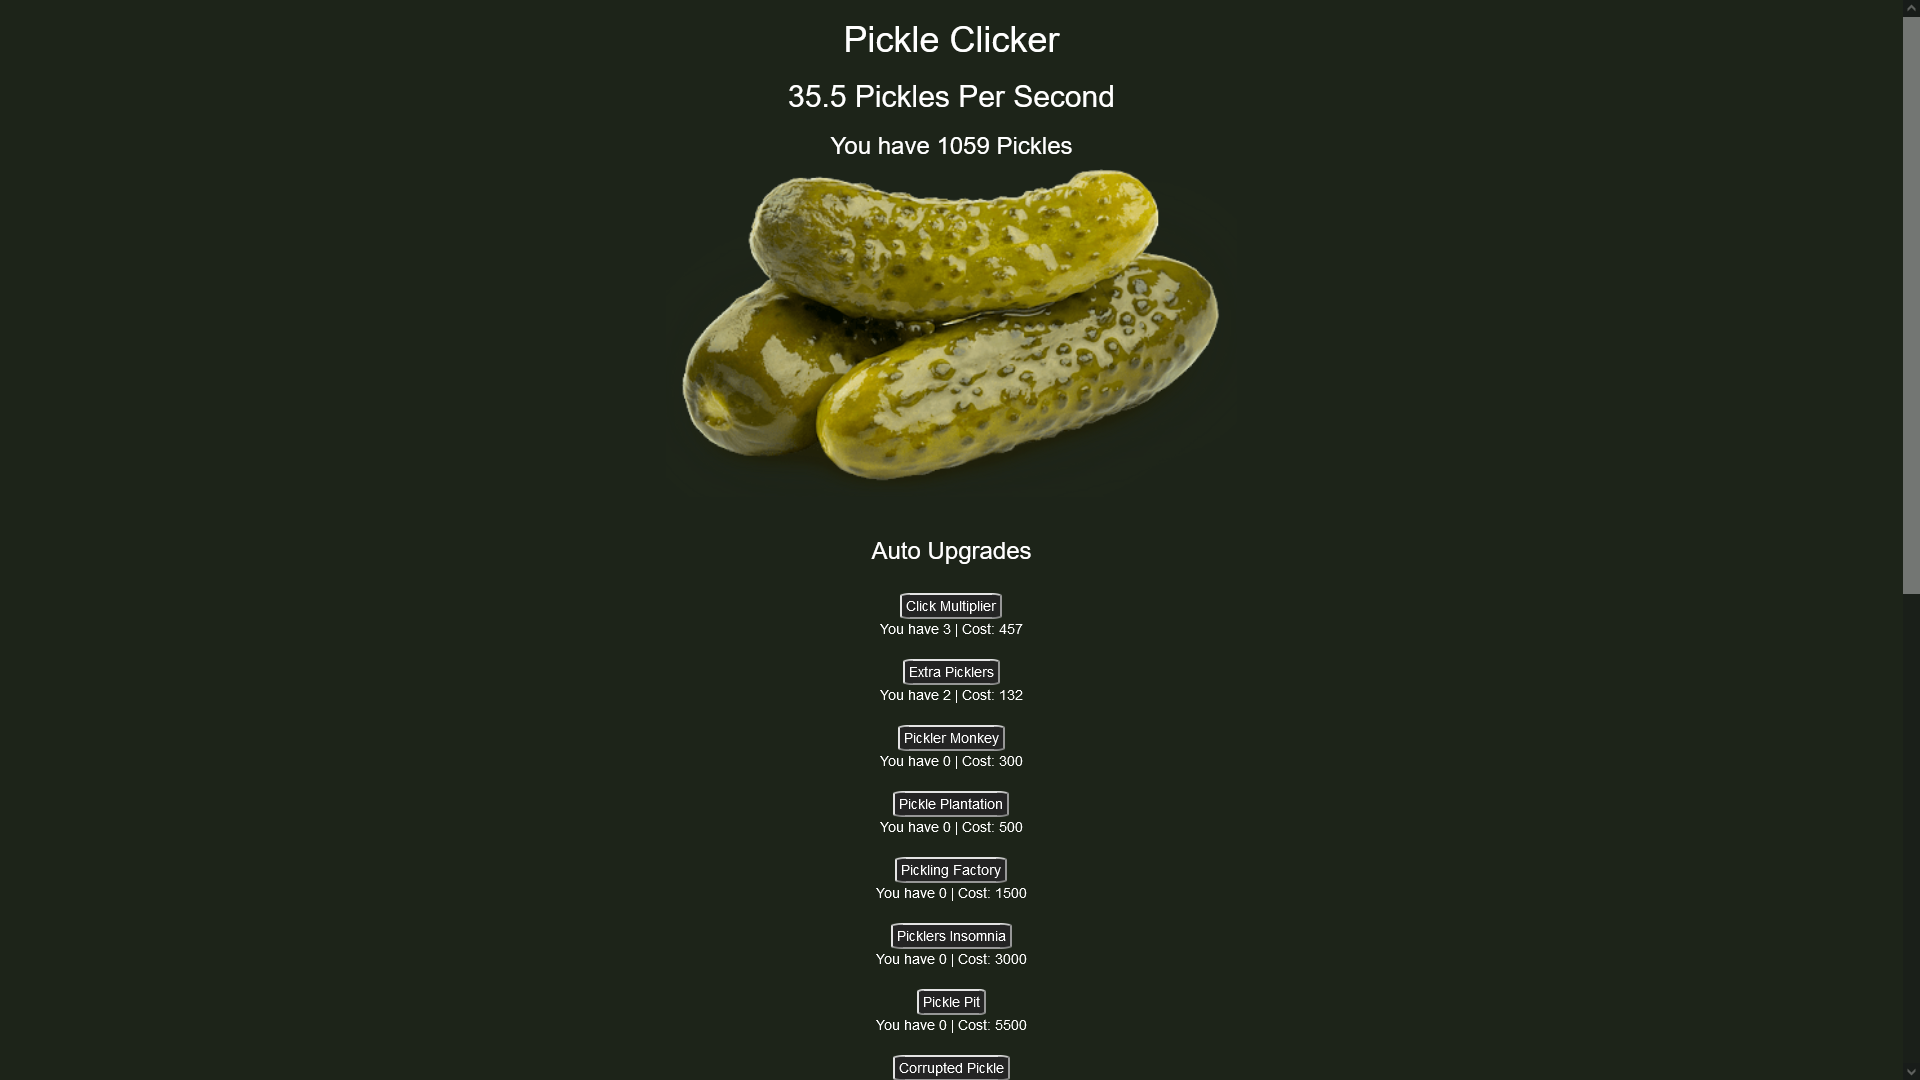 Pickle Clicker
35.5 Pickles Per Second
You have 1059 Pickles
Auto Upgrades
Click Multiplier
You have 3 | Cost: 457
Extra Picklers
You have 2 | Cost: 132
Pickler Monkey
You have 0 | Cost: 300
Pickle Plantation
You have 0 | Cost: 500
Pickling Factory
You have 0 | Cost: 1500
Picklers Insomnia
You have 0 | Cost: 3000
Pickle Pit
You have 0 | Cost: 5500
Corrupted Pickle